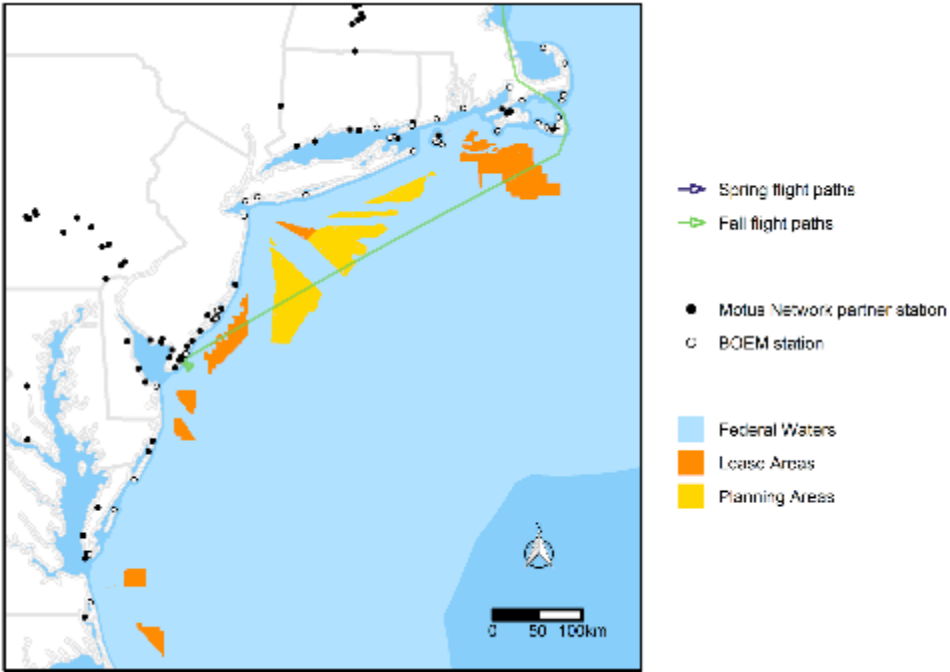 Spring flight paths
Fall flight paths
Motus Network partner station
BOEM station
Federal Waters
Lease Areas
Planning Areas
0 50 100km